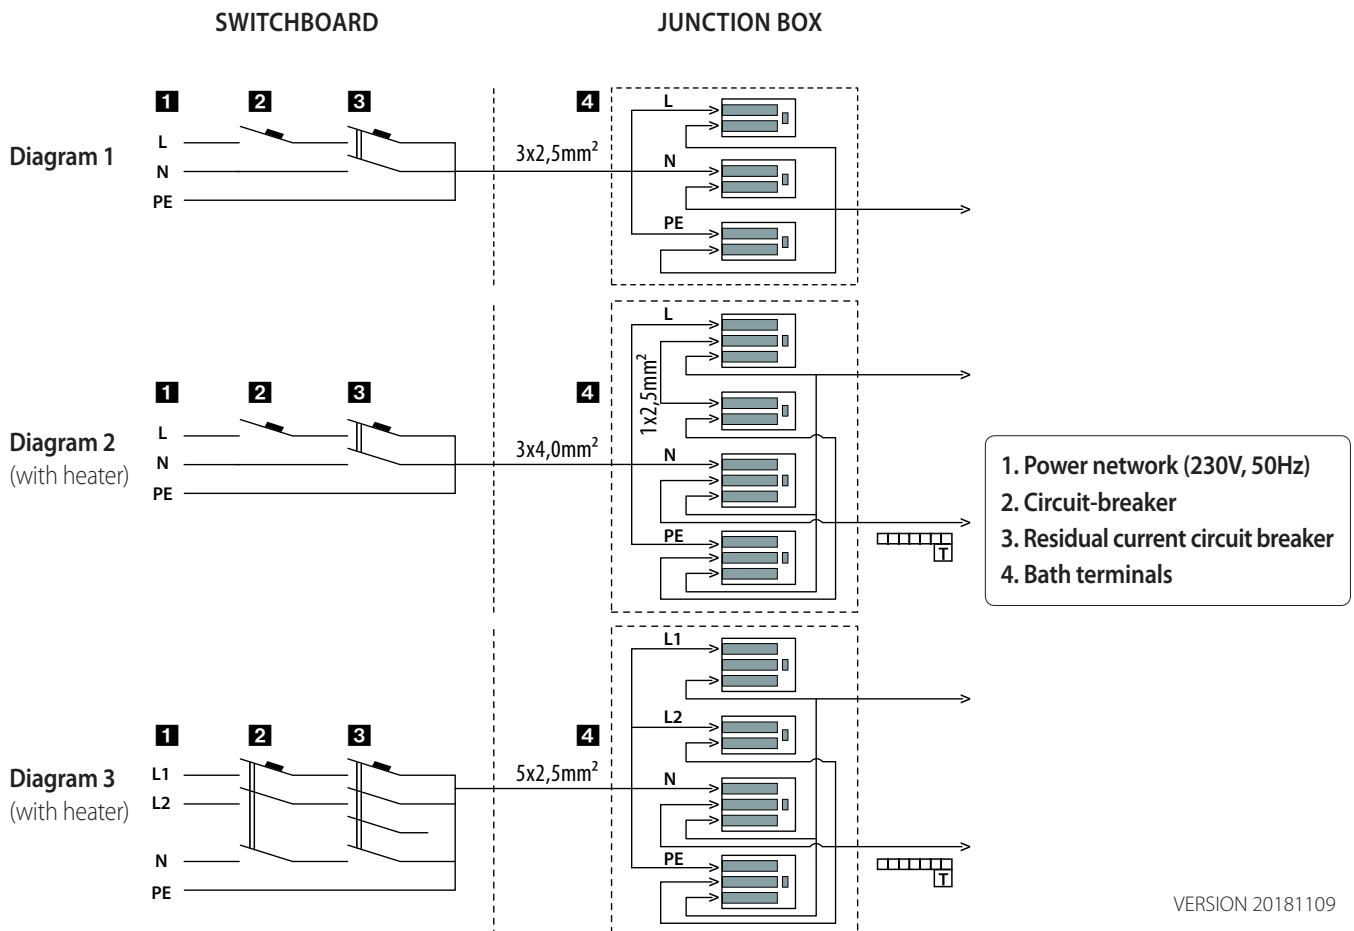 SWITCHBOARD
JUNCTION BOX
Diagram 1
1
2
3
4
L
N
PE
3x2,5mm²
L
N
PE
Diagram 2
(with heater)
1
2
3
4
L
N
PE
3x4,0mm²
1x2,5mm²
L
N
PE
T
1. Power network (230V, 50Hz)
2. Circuit-breaker
3. Residual current circuit breaker
4. Bath terminals
Diagram 3
(with heater)
1
2
3
4
L1
L2
N
PE
5x2,5mm²
L1
L2
N
PE
T
VERSION 20181109